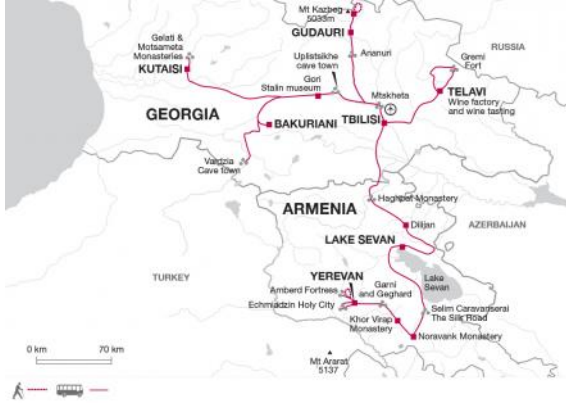 Mt Kazbeg
5033m
GUDAURI
RUSSIA
Gelati &
Motsameta
Monasteries
KUTAISI
Uplistsikhe
cave town
Ananuri
Gremi
Fort
Gori
Stalin museum
Mtskheta
TELAVI
Wine factory
and wine tasting
GEORGIA
BAKURIANI
TBILISI
Vardzia
Cave town
Haghpat Monastery
ARMENIA
Dilijan
AZERBAIJAN
LAKE SEVAN
TURKEY
YEREVAN
Lake
Sevan
Amberd Fortress
Garni
and Geghard
Echmiadzin Holy City
Selim Caravanserai
The Silk Road
Khor Virap
Monastery
Noravank Monastery
0 km
70 km
Mt Ararat
5137